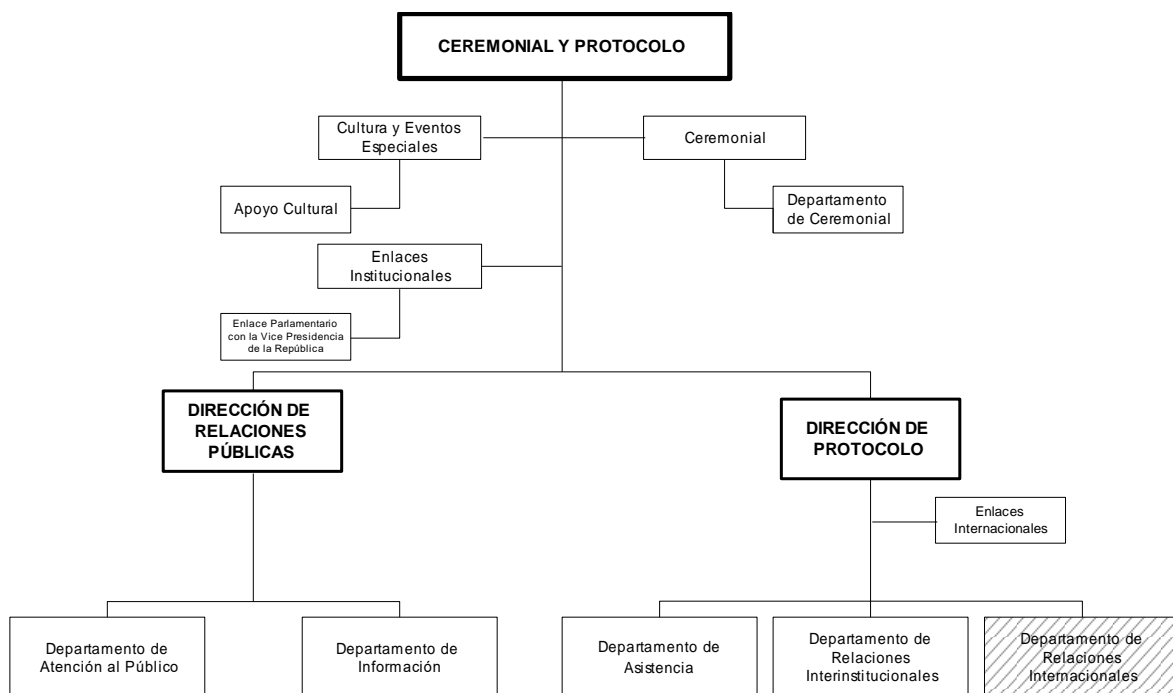 CEREMONIAL Y PROTOCOLO
Cultura y Eventos
Especiales
Ceremonial
Apoyo Cultural
Departamento
de Ceremonial
Enlaces
Institucionales
Enlace Parlamentario
con la Vice Presidencia
de la República
DIRECCIÓN DE
RELACIONES
PÚBLICAS
DIRECCIÓN DE
PROTOCOLO
Enlaces
Internacionales
Departamento de
Atención al Público
Departamento de
Información
Departamento de
Asistencia
Departamento de
Relaciones
Interinstitucionales
Departamento de
Relaciones
Internacionales